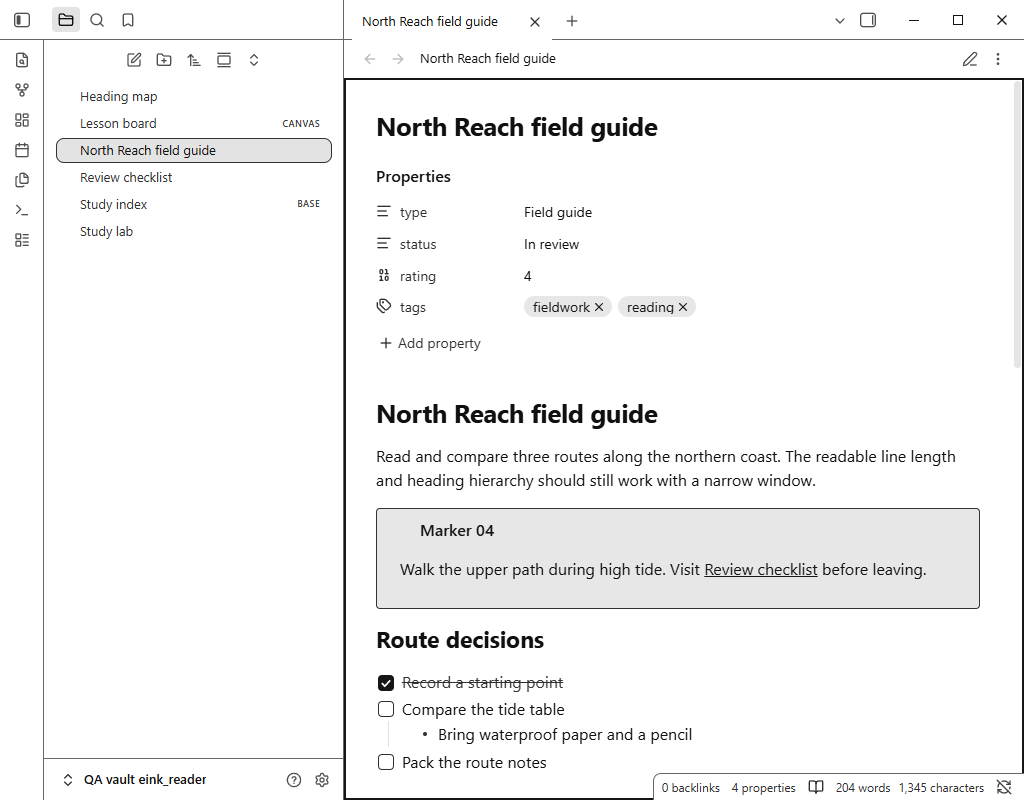 North Reach field guide
North Reach field guide
Heading map
Lesson board CANVAS
North Reach field guide
Review checklist
Study index BASE
Study lab
QA vault eink_reader
North Reach field guide
Properties
type Field guide
status In review
rating 4
tags fieldwork reading
Add property
North Reach field guide
Read and compare three routes along the northern coast. The readable line length
and heading hierarchy should still work with a narrow window.
Marker 04
Walk the upper path during high tide. Visit Review checklist before leaving.
Route decisions
Record a starting point
Compare the tide table
• Bring waterproof paper and a pencil
Pack the route notes
0 backlinks 4 properties 204 words 1,345 characters